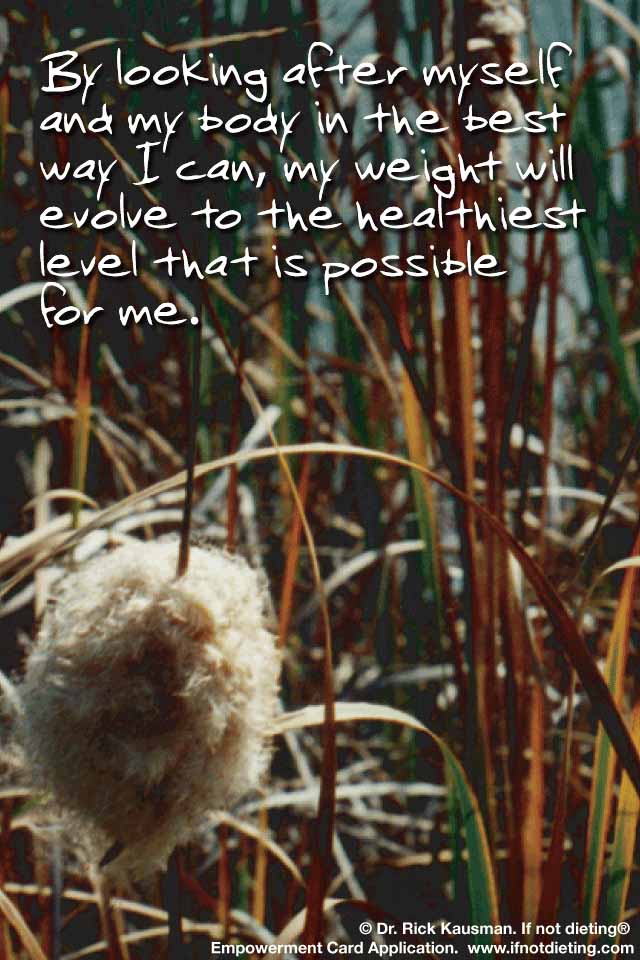 By looking after myself
and my body in the best
way I can, my weight will
evolve to the healthiest
level that is possible
for me.
© Dr. Rick Kausman. If not dieting®
Empowerment Card Application. www.ifnotdieting.com